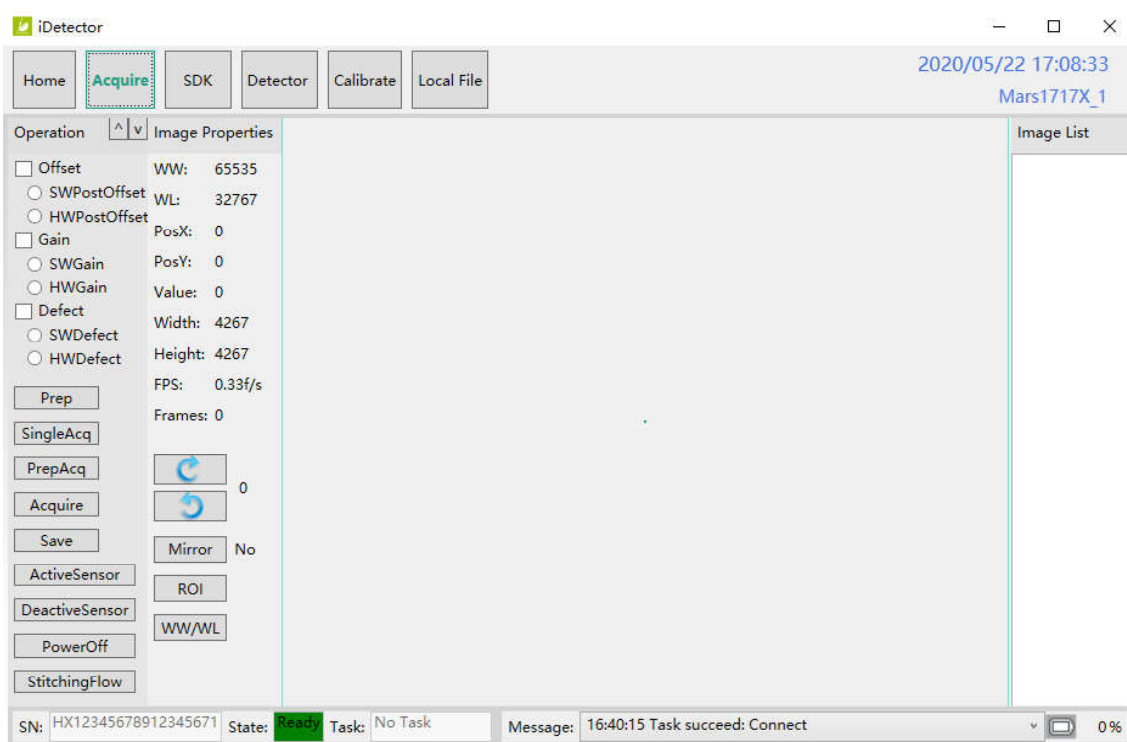 iDetector
Home Acquire SDK Detector Calibrate Local File
2020/05/22 17:08:33
Mars1717X_1
Operation ^ v Image Properties
Image List
Offset
SWPostOffset
HWPostOffset
Gain
SWGain
HWGain
Defect
SWDefect
HWDefect
Prep
SingleAcq
PrepAcq
Acquire
Save
ActiveSensor
DeactiveSensor
PowerOff
StitchingFlow
WW: 65535
WL: 32767
PosX: 0
PosY: 0
Value: 0
Width: 4267
Height: 4267
FPS: 0.33f/s
Frames: 0
0
Mirror No
ROI
WW/WL
SN: HX12345678912345671 State: Ready Task: No Task Message: 16:40:15 Task succeed: Connect 0%